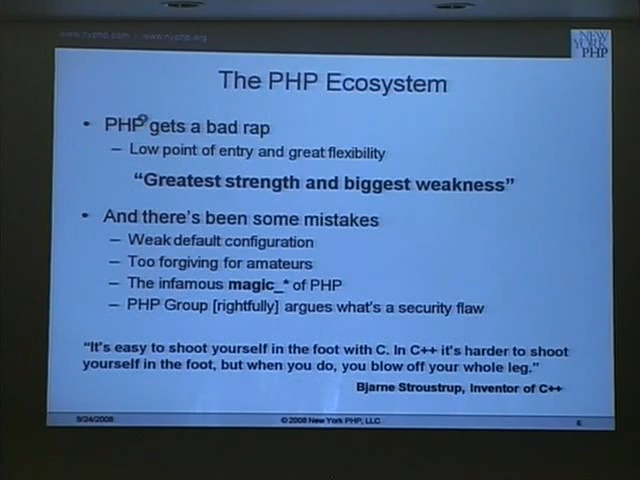 www.nyphp.com | www.nyphp.org
NEW
YORK
PHP
The PHP Ecosystem
• PHP gets a bad rap
– Low point of entry and great flexibility
“Greatest strength and biggest weakness”
• And there's been some mistakes
– Weak default configuration
– Too forgiving for amateurs
– The infamous magic_* of PHP
– PHP Group [rightfully] argues what's a security flaw
“It's easy to shoot yourself in the foot with C. In C++ it's harder to shoot
yourself in the foot, but when you do, you blow off your whole leg.”
Bjarne Stroustrup, Inventor of C++
9/24/2008 © 2008 New York PHP, LLC 6